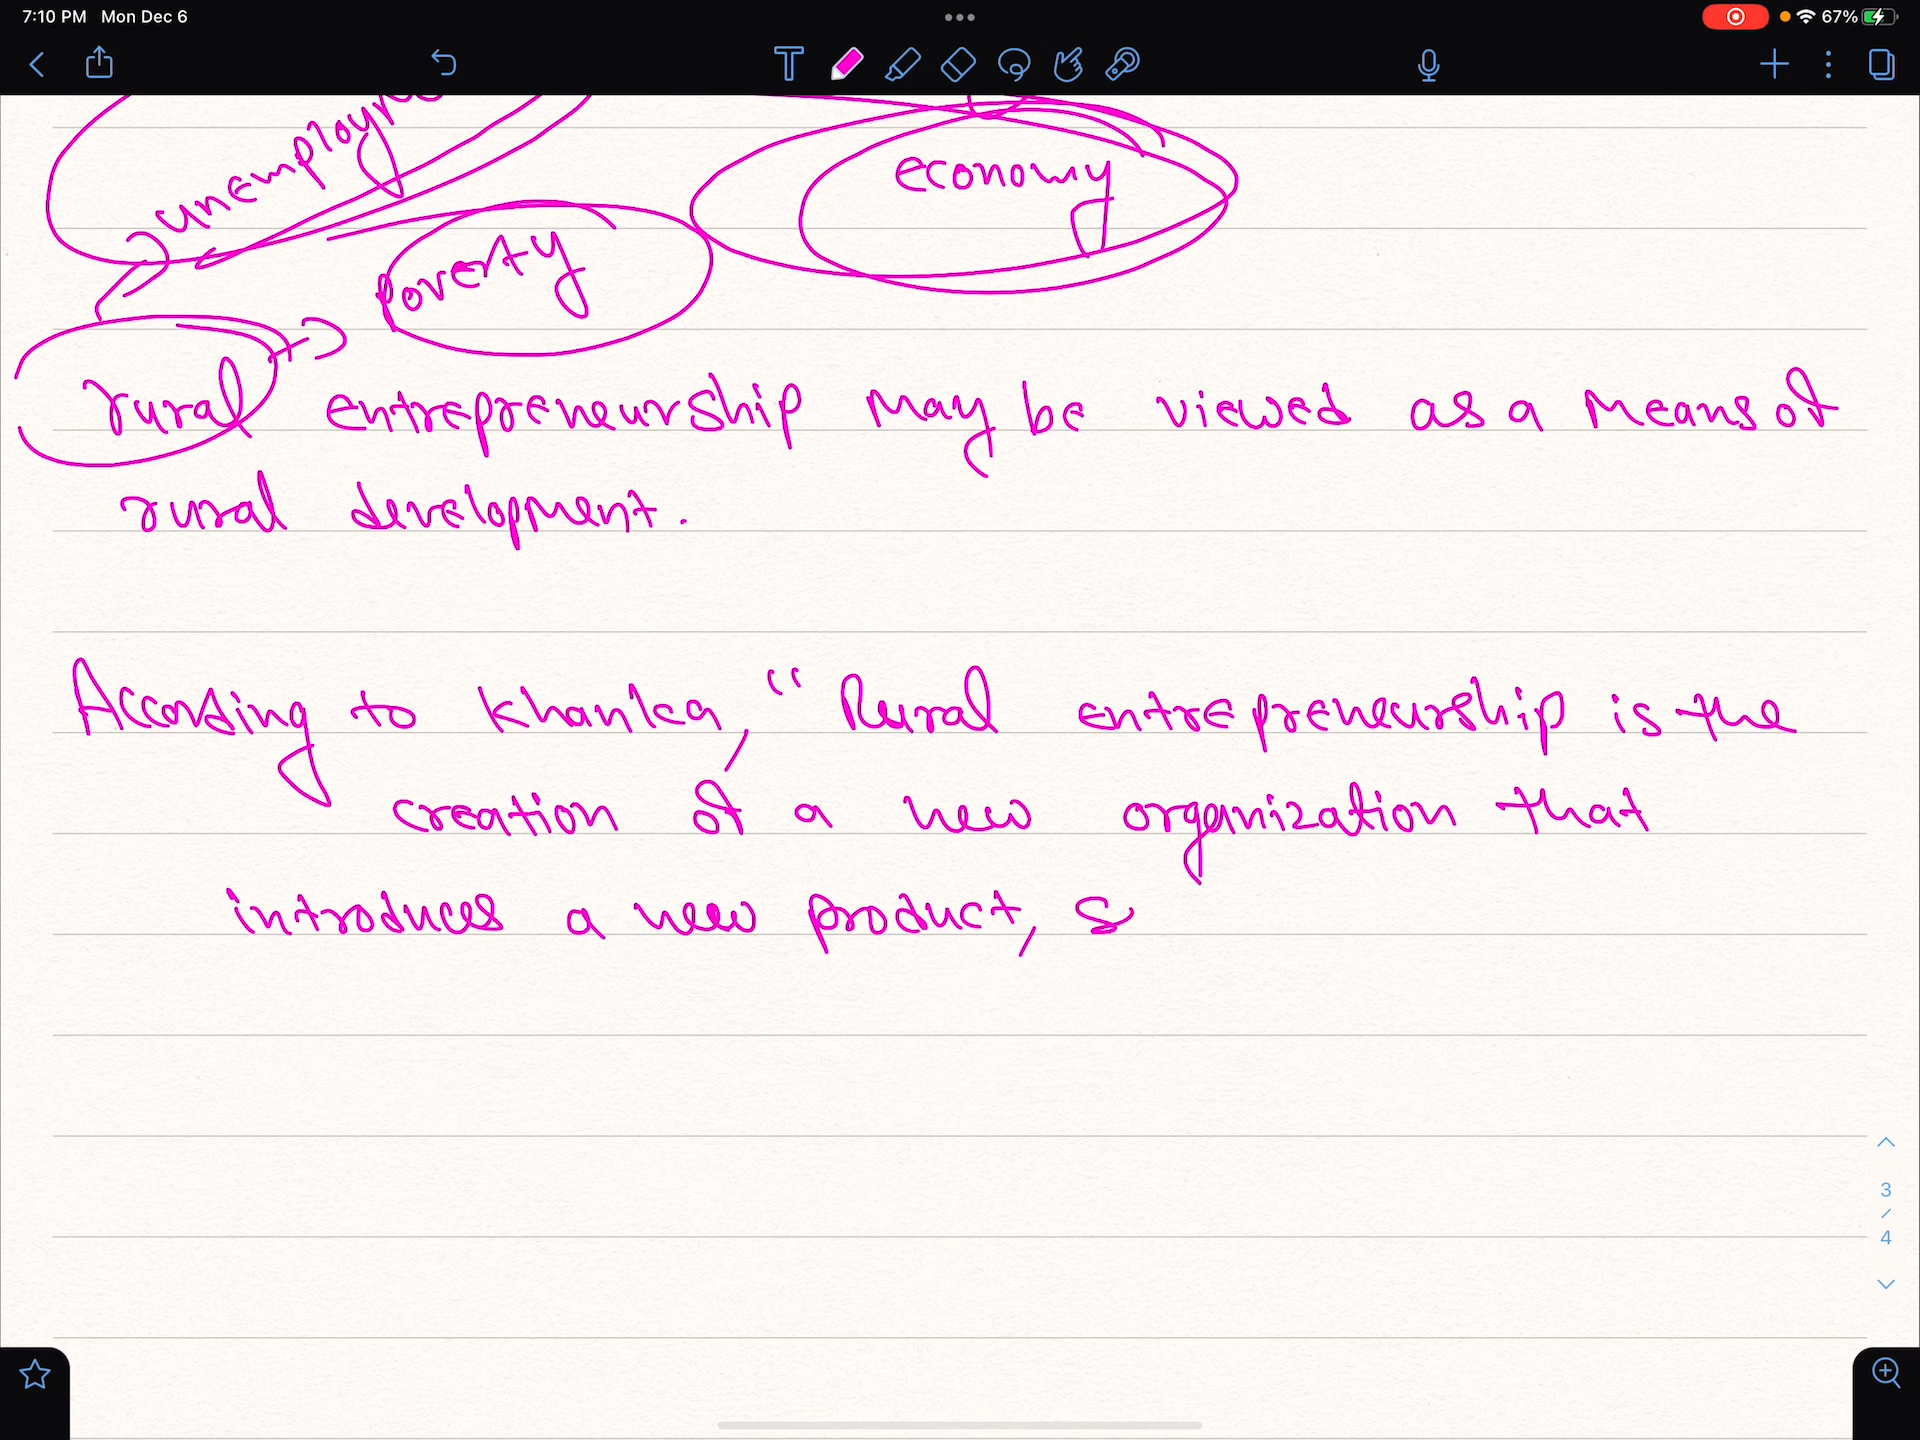 7:10 PM Mon Dec 6
67%
economy
poverty
rural entrepreneurship may be viewed as a means of
rural development.
According to Khanka, “ Rural entrepreneurship is the
creation of a new organization that
introduces a new product, s
3
/
4